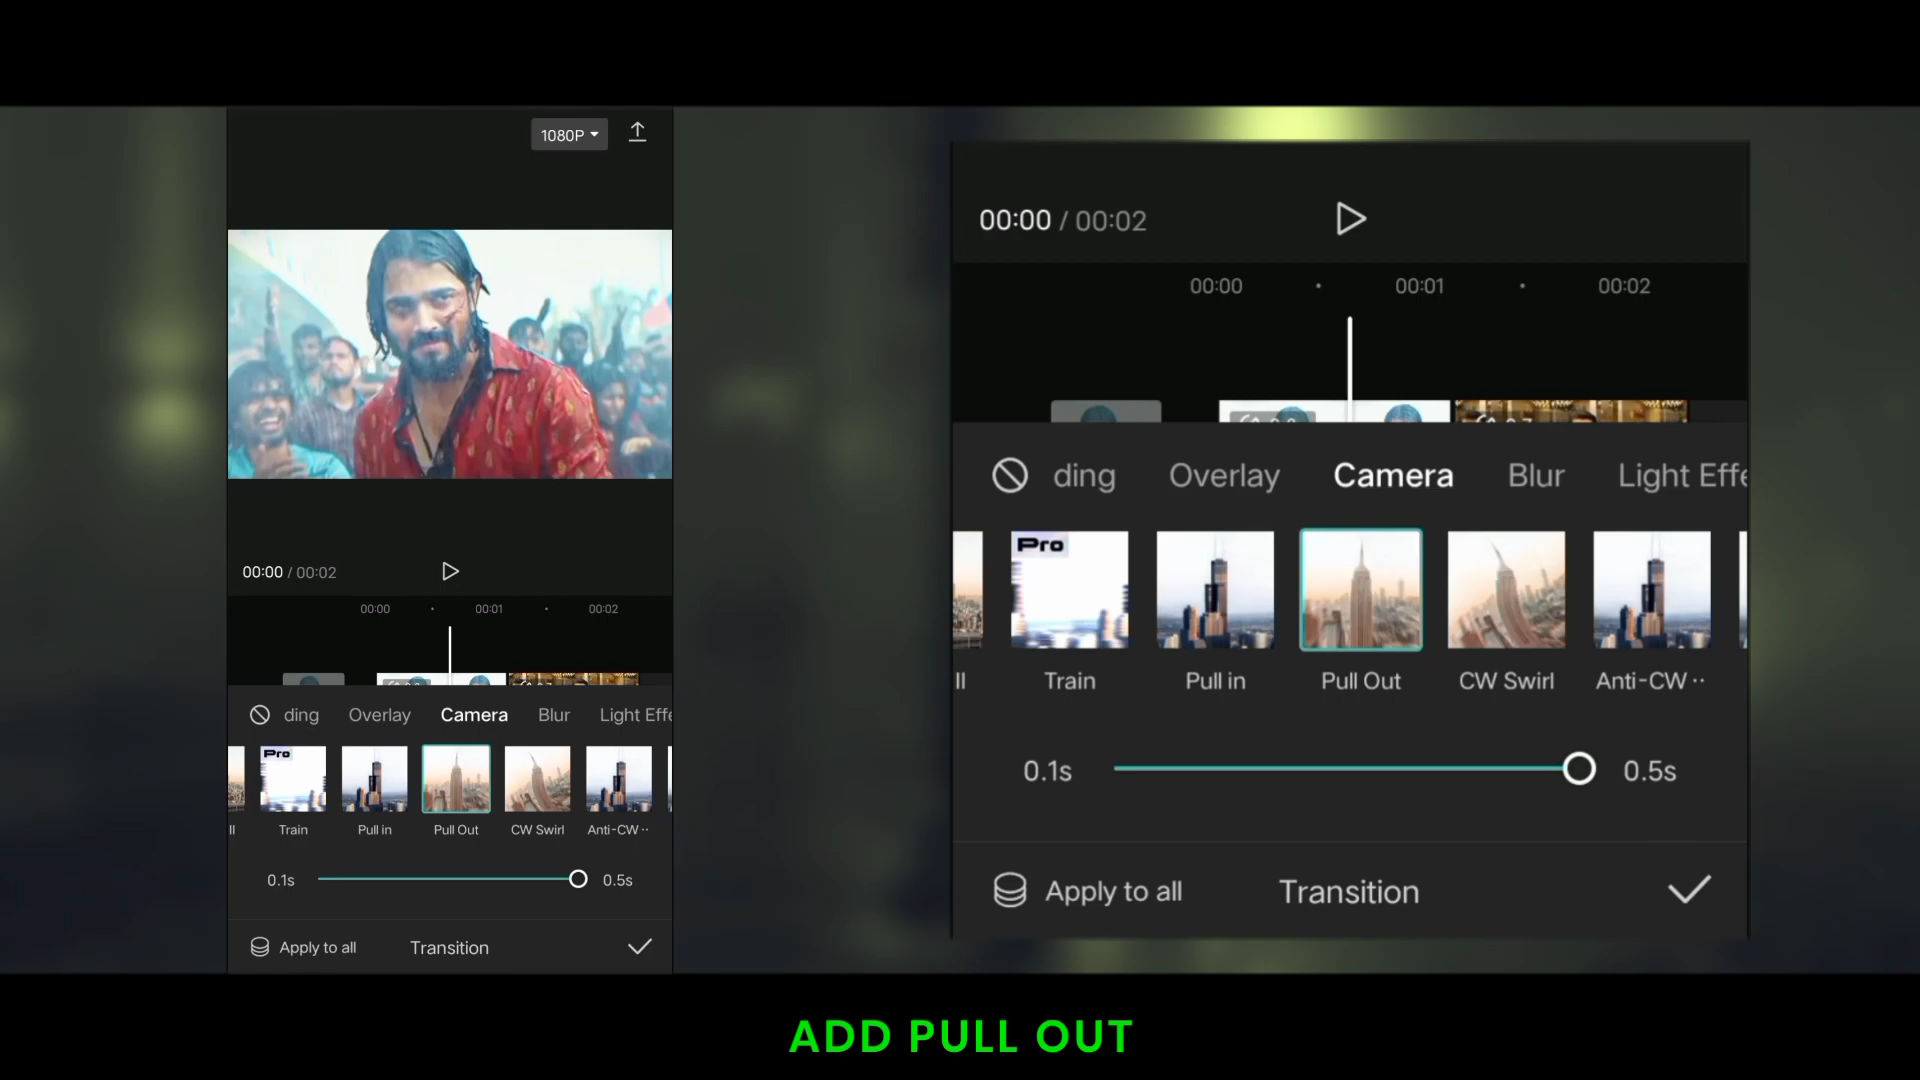 1080P
00:00 / 00:02
00:00 00:01 00:02
ding Overlay Camera Blur Light Effe
Pro
ll Train Pull in Pull Out CW Swirl Anti-CW ··
0.1s 0.5s
Apply to all Transition
00:00 / 00:02
00:00 00:01 00:02
ding Overlay Camera Blur Light Effe
Pro
ll Train Pull in Pull Out CW Swirl Anti-CW ··
0.1s 0.5s
Apply to all Transition
ADD PULL OUT